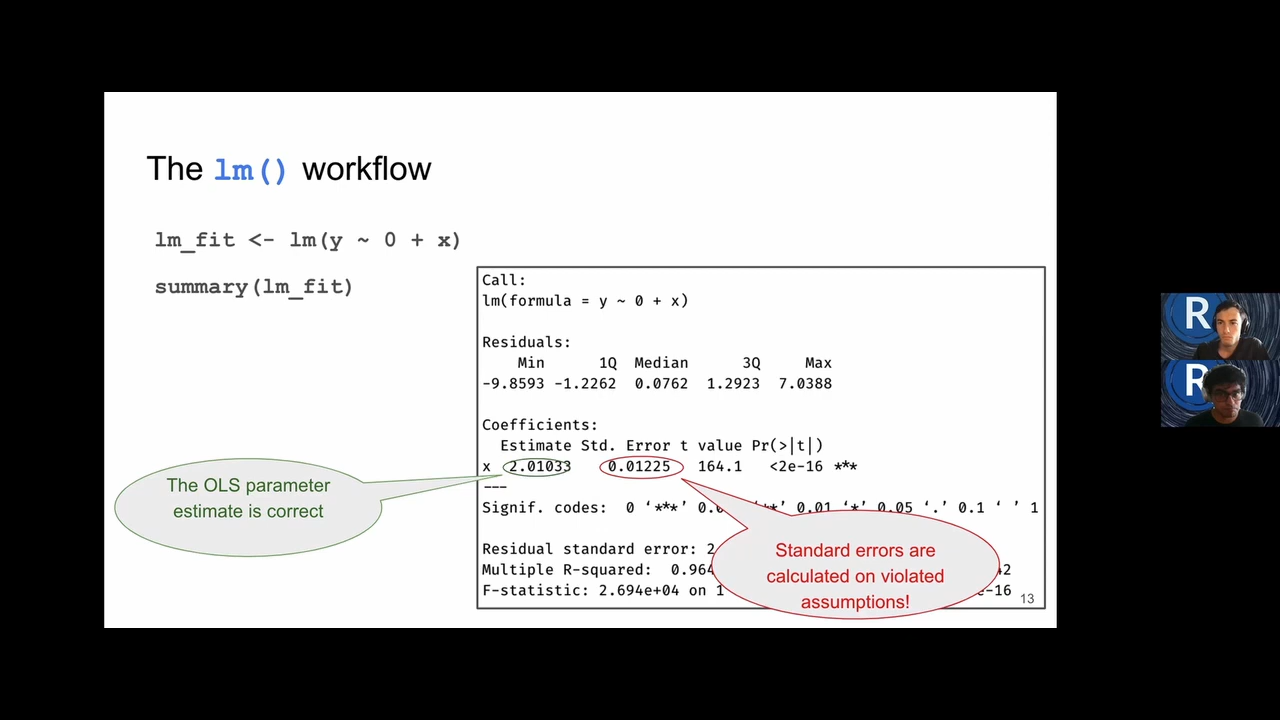 The lm() workflow
lm_fit <- lm(y ~ 0 + x)
summary(lm_fit)
Call:
lm(formula = y ~ 0 + x)
Residuals:
Min 1Q Median 3Q Max
-9.8593 -1.2262 0.0762 1.2923 7.0388
Coefficients:
Estimate Std. Error t value Pr(>|t|)
x 2.01033 0.01225 164.1 <2e-16 ***
---
Signif. codes: 0 ‘***’ 0.01 ‘*’ 0.05 ‘.’ 0.1 ‘ ’ 1
Residual standard error: 2
Multiple R-squared: 0.964
F-statistic: 2.694e+04 on 1 e-16
The OLS parameter
estimate is correct
Standard errors are
calculated on violated
assumptions!
13
R
R